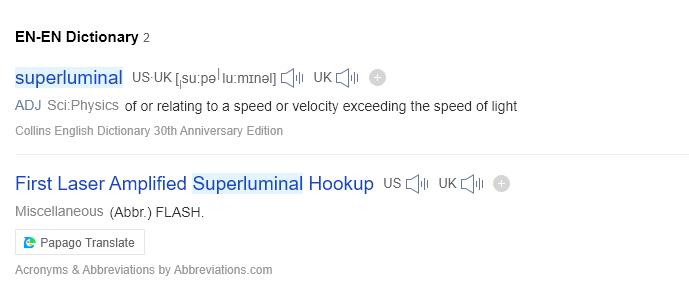 EN-EN Dictionary 2
superluminal US·UK [ˌsuːpəˈluːmɪnəl] UK
ADJ Sci:Physics of or relating to a speed or velocity exceeding the speed of light
Collins English Dictionary 30th Anniversary Edition
First Laser Amplified Superluminal Hookup US UK
Miscellaneous (Abbr.) FLASH.
Papago Translate
Acronyms & Abbreviations by Abbreviations.com